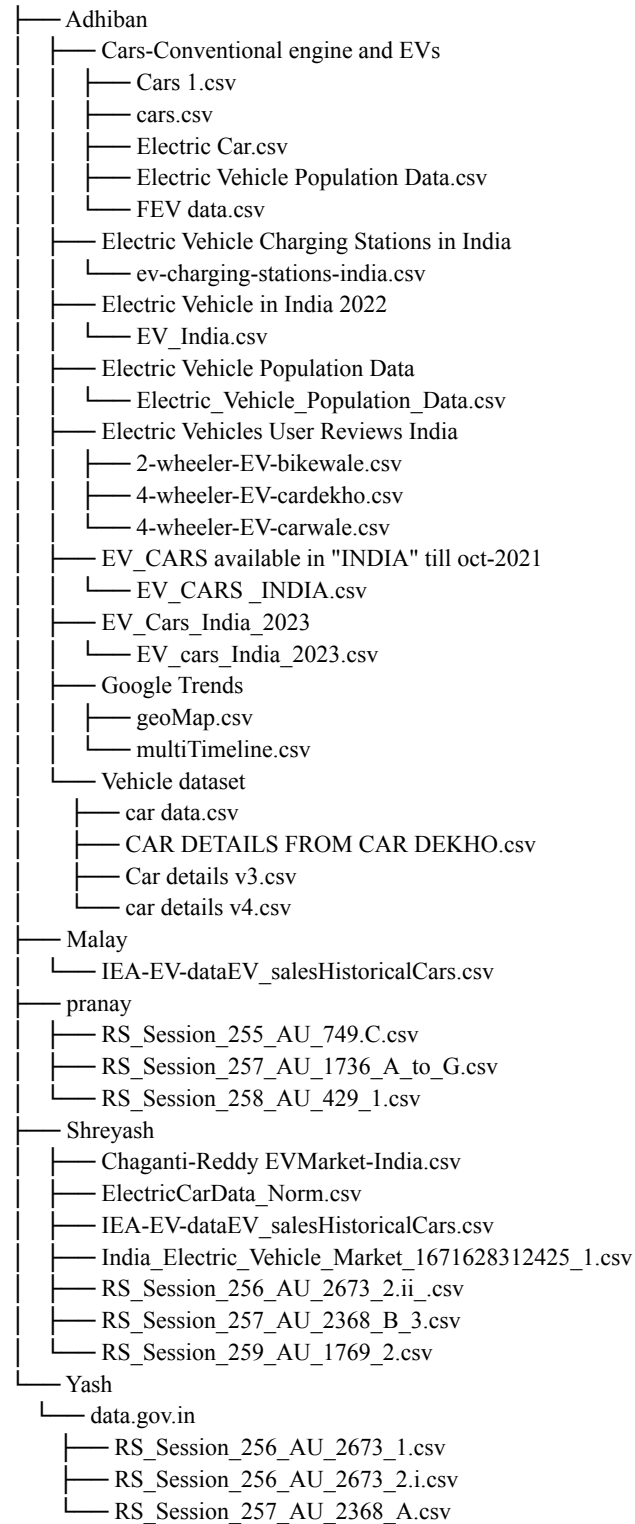 Adhiban
Cars-Conventional engine and EVs
Cars 1.csv
cars.csv
Electric Car.csv
Electric Vehicle Population Data.csv
FEV data.csv
Electric Vehicle Charging Stations in India
ev-charging-stations-india.csv
Electric Vehicle in India 2022
EV_India.csv
Electric Vehicle Population Data
Electric_Vehicle_Population_Data.csv
Electric Vehicles User Reviews India
2-wheeler-EV-bikewale.csv
4-wheeler-EV-cardekho.csv
4-wheeler-EV-carwale.csv
EV_CARS available in "INDIA" till oct-2021
EV_CARS _INDIA.csv
EV_Cars_India_2023
EV_cars_India_2023.csv
Google Trends
geoMap.csv
multiTimeline.csv
Vehicle dataset
car data.csv
CAR DETAILS FROM CAR DEKHO.csv
Car details v3.csv
car details v4.csv
Malay
IEA-EV-dataEV_salesHistoricalCars.csv
pranay
RS_Session_255_AU_749.C.csv
RS_Session_257_AU_1736_A_to_G.csv
RS_Session_258_AU_429_1.csv
Shreyash
Chaganti-Reddy EVMarket-India.csv
ElectricCarData_Norm.csv
IEA-EV-dataEV_salesHistoricalCars.csv
India_Electric_Vehicle_Market_1671628312425_1.csv
RS_Session_256_AU_2673_2.ii_.csv
RS_Session_257_AU_2368_B_3.csv
RS_Session_259_AU_1769_2.csv
Yash
data.gov.in
RS_Session_256_AU_2673_1.csv
RS_Session_256_AU_2673_2.i.csv
RS_Session_257_AU_2368_A.csv